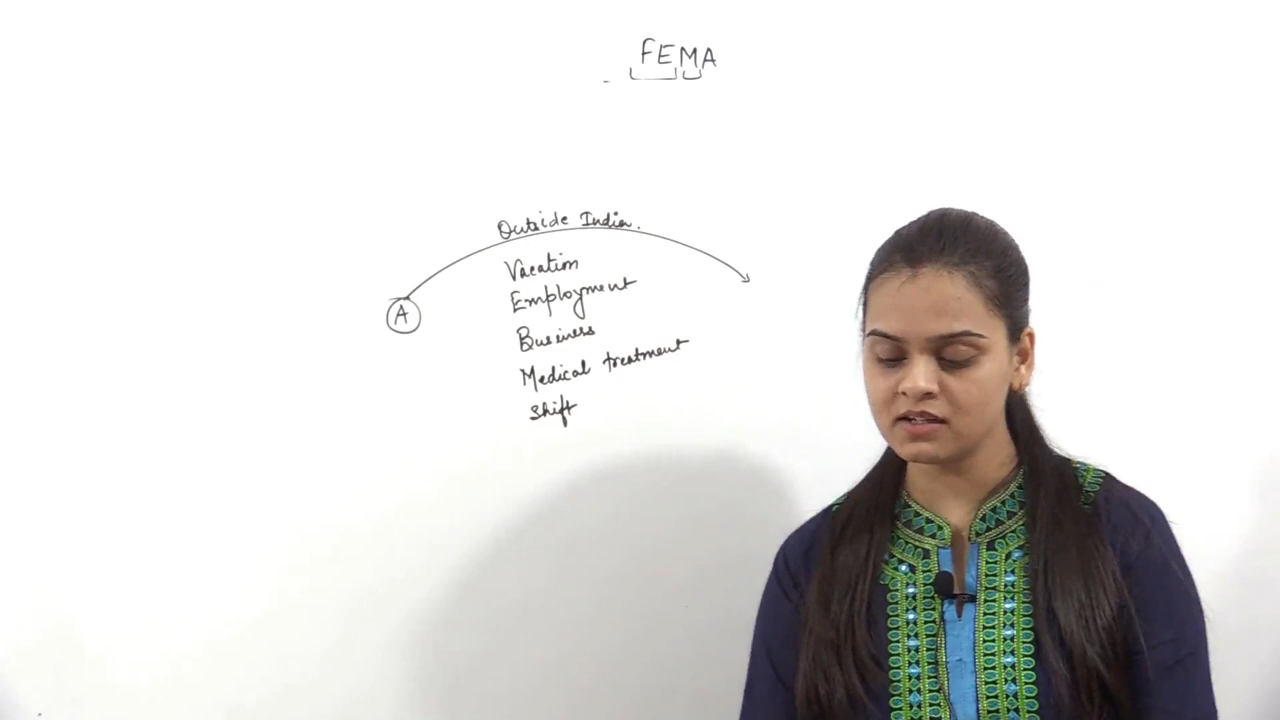 FEMA
Outside India.
A
Vacation
Employment
Business
Medical treatment
Shift